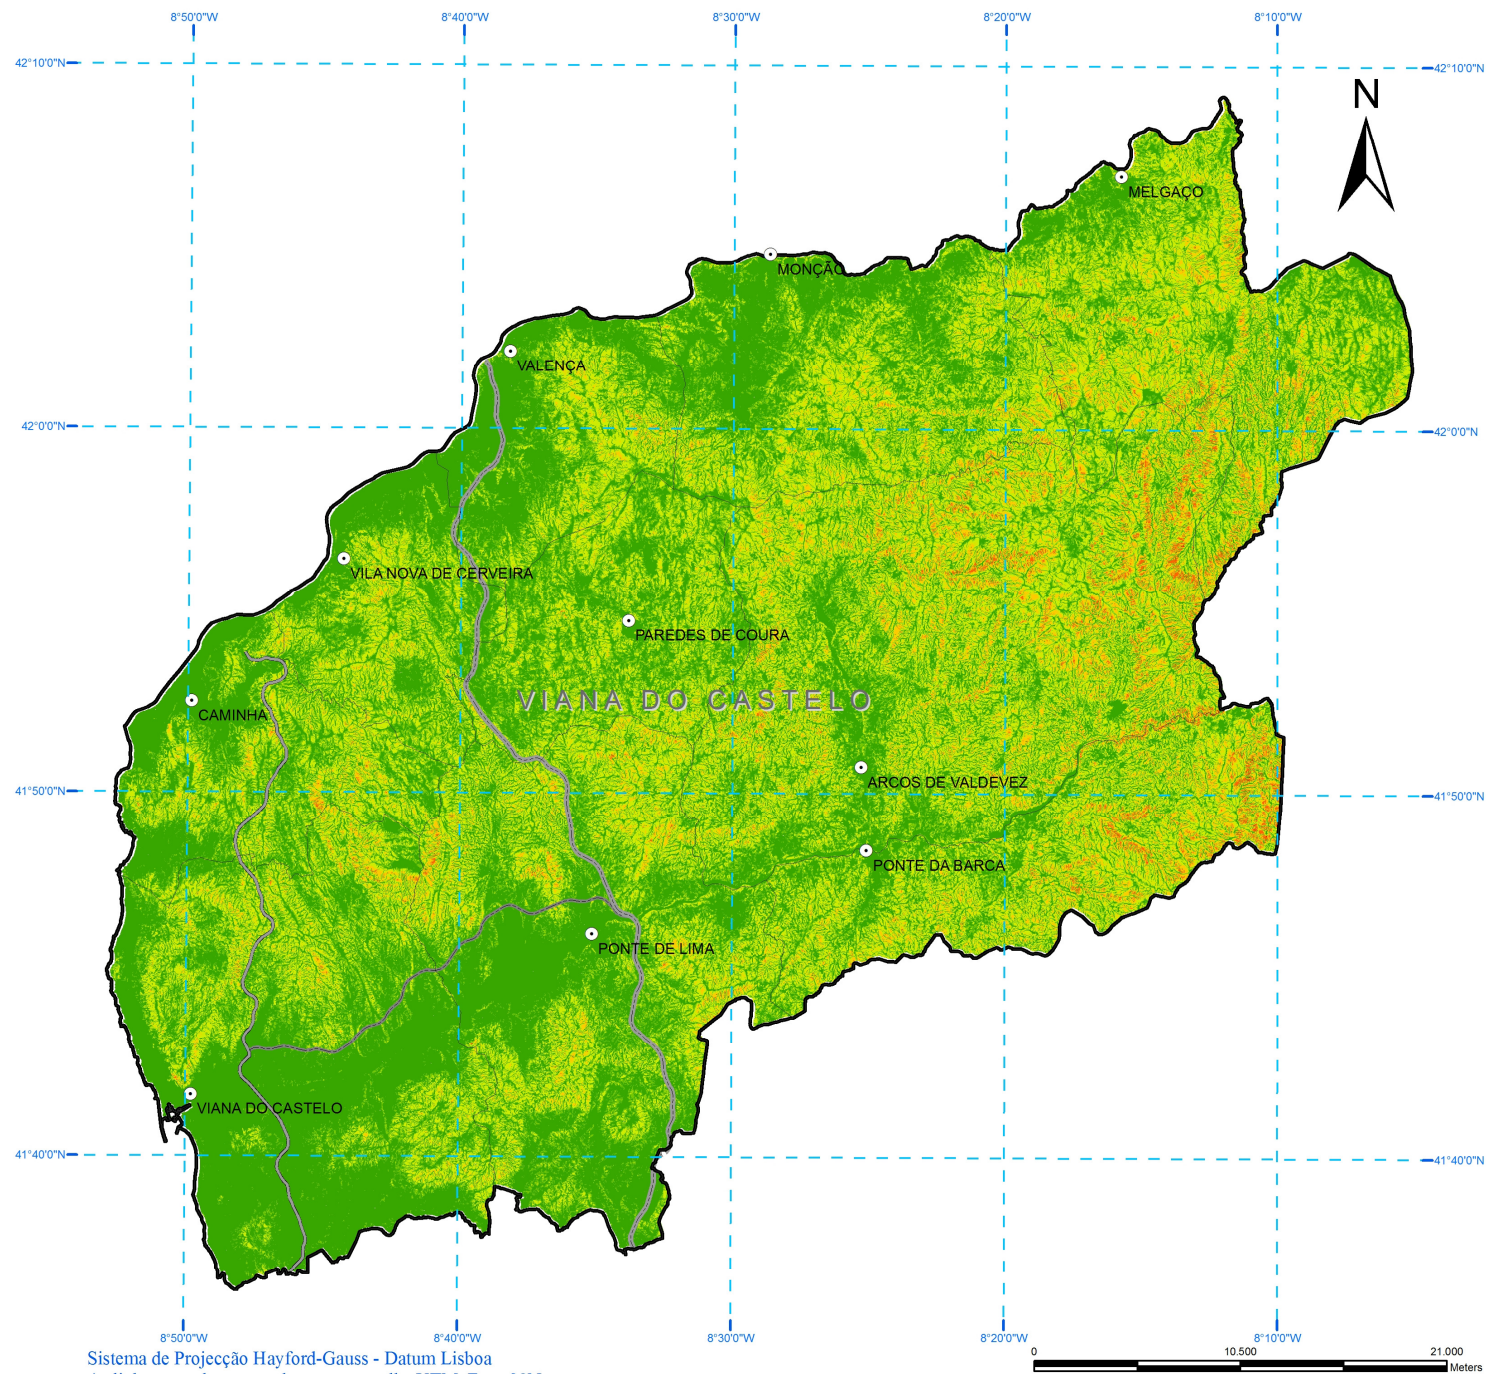 8°50'0"W 8°40'0"W 8°30'0"W 8°20'0"W 8°10'0"W
42°10'0"N 42°10'0"N
N
MELGAÇO
MONÇÃO
VALENÇA
42°0'0"N 42°0'0"N
VILA NOVA DE CERVEIRA
PAREDES DE COURA
VIANA DO CASTELO
CAMINHA
ARCOS DE VALDEVEZ
41°50'0"N 41°50'0"N
PONTE DA BARCA
PONTE DE LIMA
VIANA DO CASTELO
41°40'0"N 41°40'0"N
8°50'0"W 8°40'0"W 8°30'0"W 8°20'0"W 8°10'0"W
Sistema de Projecção Hayford-Gauss - Datum Lisboa
0 10.500 21.000
Meters